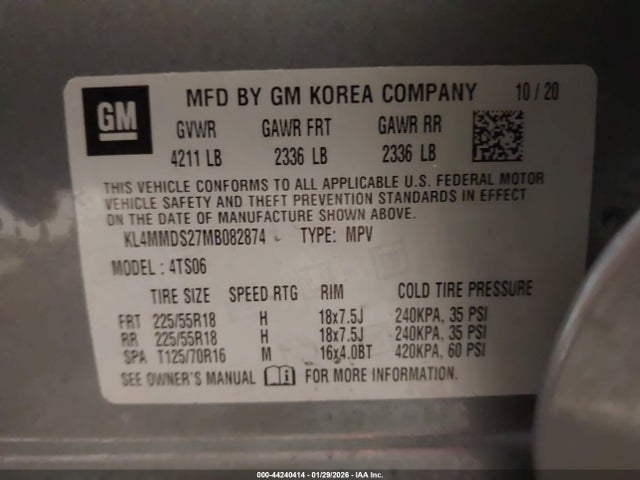 GM
MFD BY GM KOREA COMPANY 10/20
GVWR GAWR FRT GAWR RR
4211 LB 2336 LB 2336 LB
THIS VEHICLE CONFORMS TO ALL APPLICABLE U.S. FEDERAL MOTOR
VEHICLE SAFETY AND THEFT PREVENTION STANDARDS IN EFFECT
ON THE DATE OF MANUFACTURE SHOWN ABOVE.
KL4MMDS27MB082874 TYPE: MPV
MODEL: 4TS06
TIRE SIZE SPEED RTG RIM COLD TIRE PRESSURE
FRT 225/55R18 H 18x7.5J 240KPA, 35 PSI
RR 225/55R18 H 18x7.5J 240KPA, 35 PSI
SPA T125/70R16 M 16x4.0BT 420KPA, 60 PSI
SEE OWNER'S MANUAL i FOR MORE INFORMATION.
000-44240414 - 01/29/2026 - IAA Inc.